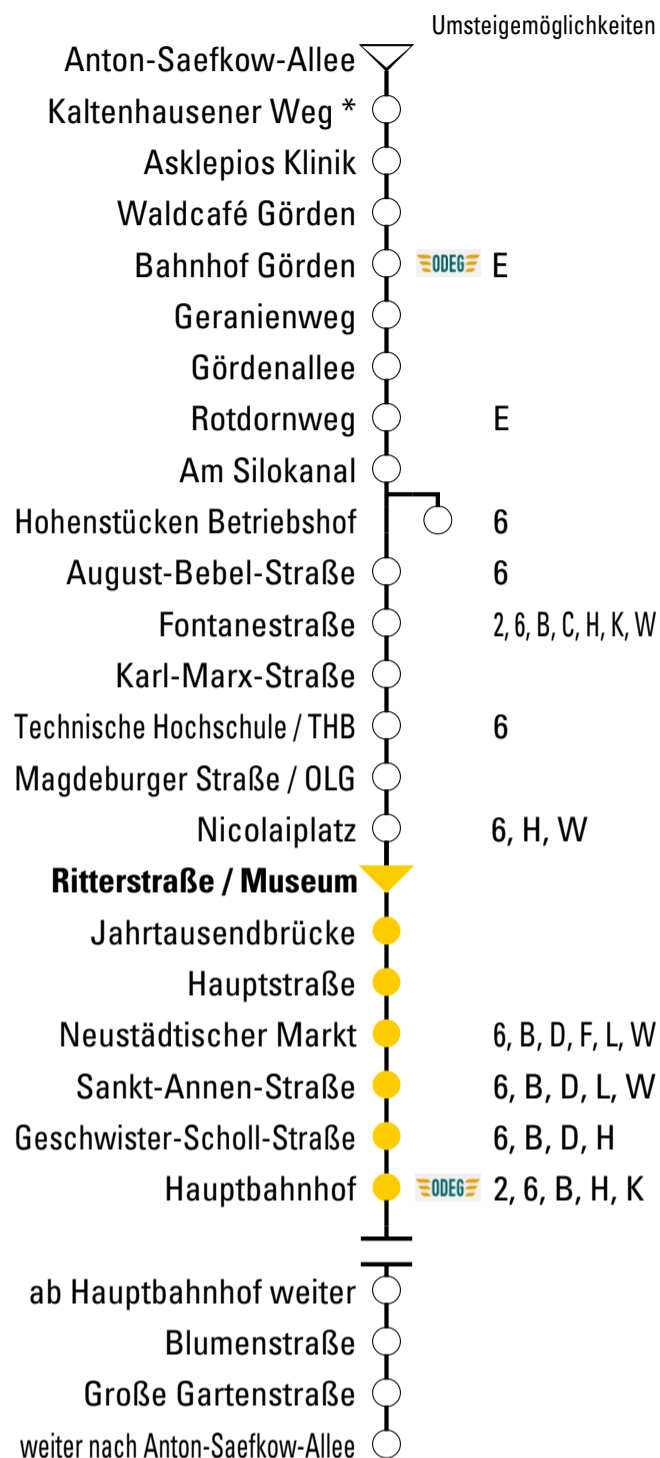 Umsteigemöglichkeiten
Anton-Saefkow-Allee
Kaltenhausener Weg *
Asklepios Klinik
Waldcafé Görden
Bahnhof Görden ODEG E
Geranienweg
Gördenallee
Rotdornweg E
Am Silokanal
Hohenstücken Betriebshof 6
August-Bebel-Straße 6
Fontanestraße 2, 6, B, C, H, K, W
Karl-Marx-Straße
Technische Hochschule / THB 6
Magdeburger Straße / OLG
Nicolaiplatz 6, H, W
Ritterstraße / Museum
Jahrtausendbrücke
Hauptstraße
Neustädtischer Markt 6, B, D, F, L, W
Sankt-Annen-Straße 6, B, D, L, W
Geschwister-Scholl-Straße 6, B, D, H
Hauptbahnhof ODEG 2, 6, B, H, K
ab Hauptbahnhof weiter
Blumenstraße
Große Gartenstraße
weiter nach Anton-Saefkow-Allee